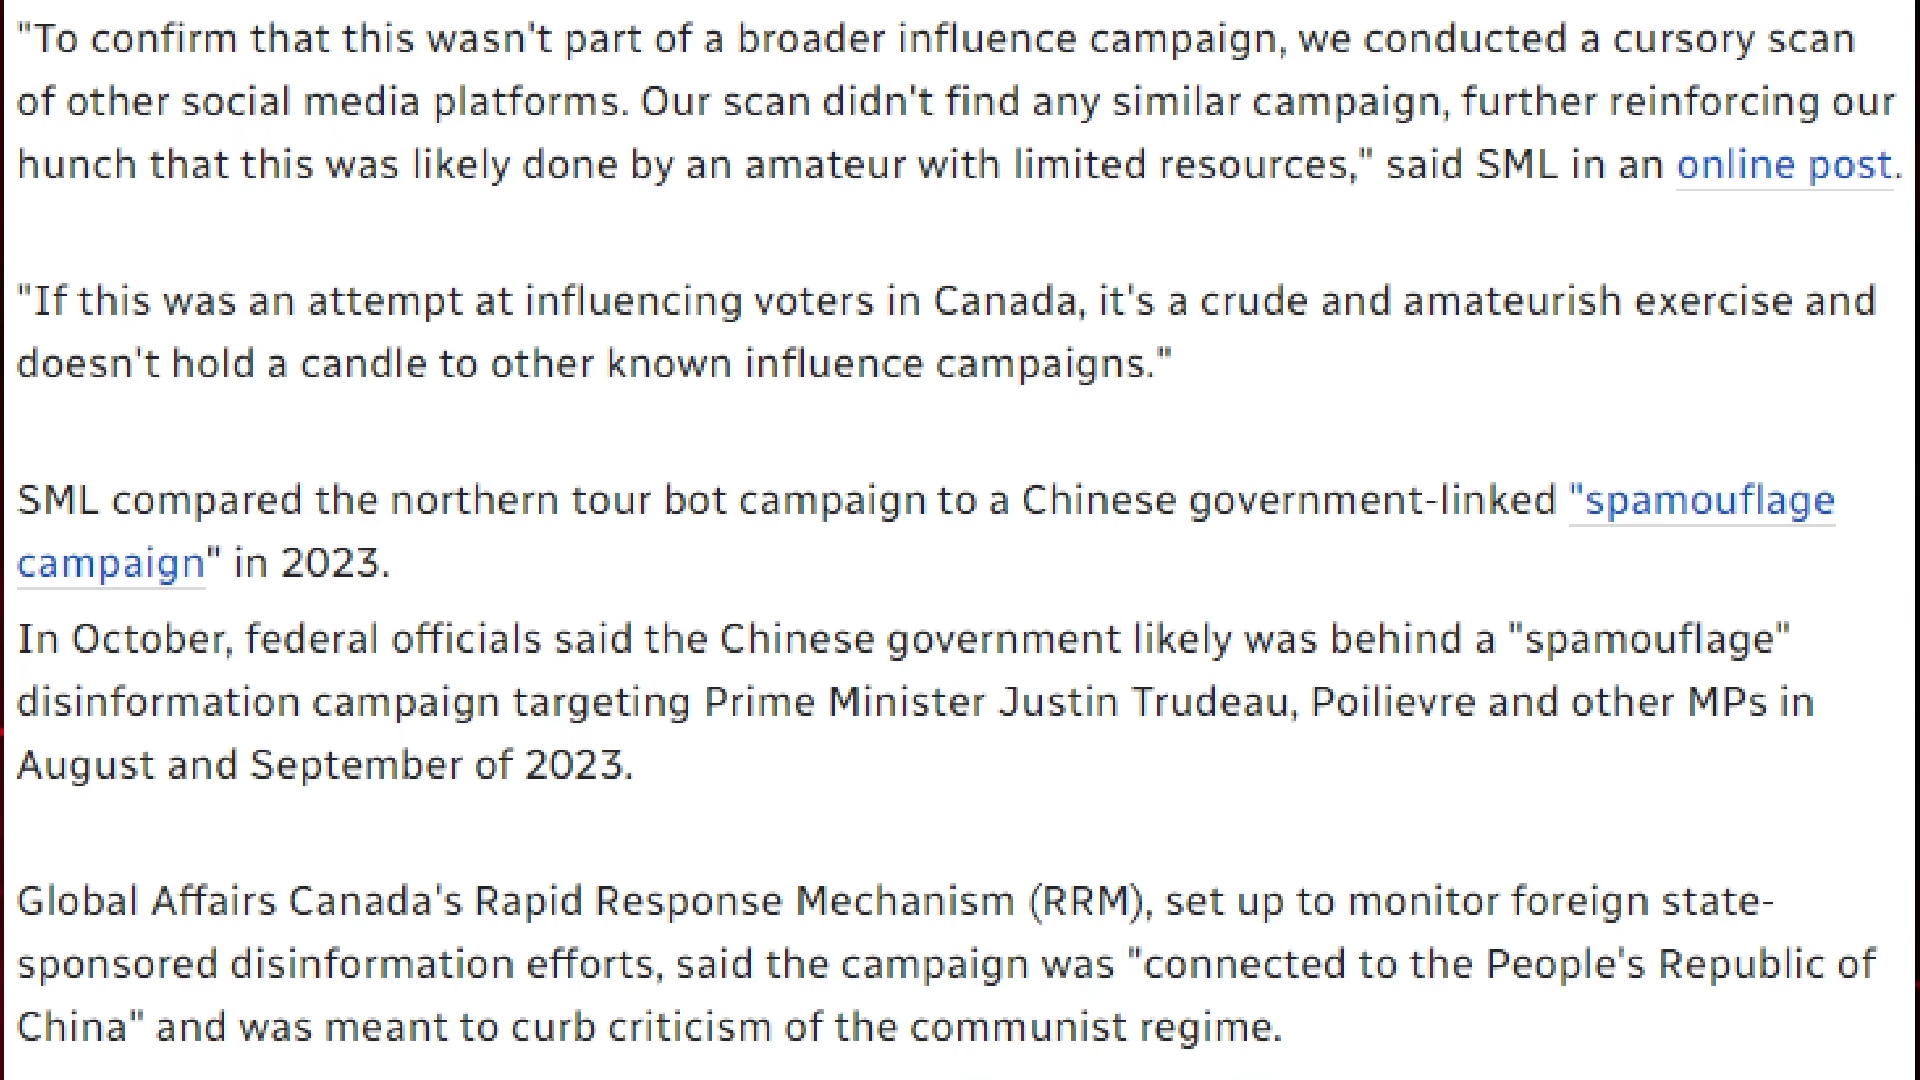 "To confirm that this wasn't part of a broader influence campaign, we conducted a cursory scan
of other social media platforms. Our scan didn't find any similar campaign, further reinforcing our
hunch that this was likely done by an amateur with limited resources," said SML in an online post.
"If this was an attempt at influencing voters in Canada, it's a crude and amateurish exercise and
doesn't hold a candle to other known influence campaigns."
SML compared the northern tour bot campaign to a Chinese government-linked "spamouflage
campaign" in 2023.
In October, federal officials said the Chinese government likely was behind a "spamouflage"
disinformation campaign targeting Prime Minister Justin Trudeau, Poilievre and other MPs in
August and September of 2023.
Global Affairs Canada's Rapid Response Mechanism (RRM), set up to monitor foreign state-
sponsored disinformation efforts, said the campaign was "connected to the People's Republic of
China" and was meant to curb criticism of the communist regime.